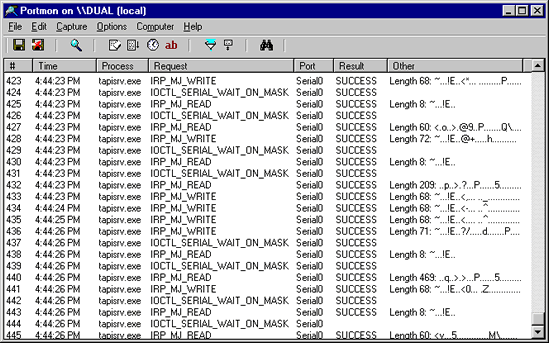 Portmon on \\DUAL (local)
File Edit Capture Options Computer Help
ab
# Time Process Request Port Result Other
423 4:44:23 PM tapisrv.exe IRP_MJ_WRITE Serial0 SUCCESS Length 68: ~...!E..<"... .........P......
424 4:44:23 PM tapisrv.exe IOCTL_SERIAL_WAIT_ON_MASK Serial0 SUCCESS
425 4:44:23 PM tapisrv.exe IRP_MJ_READ Serial0 SUCCESS Length 8: ~...!E..
426 4:44:23 PM tapisrv.exe IOCTL_SERIAL_WAIT_ON_MASK Serial0 SUCCESS
427 4:44:23 PM tapisrv.exe IRP_MJ_READ Serial0 SUCCESS Length 60: <.o..>.@9..P.......Q\....
428 4:44:23 PM tapisrv.exe IRP_MJ_WRITE Serial0 SUCCESS Length 72: ~...!E..@+.....h..........
429 4:44:23 PM tapisrv.exe IOCTL_SERIAL_WAIT_ON_MASK Serial0 SUCCESS
430 4:44:23 PM tapisrv.exe IRP_MJ_READ Serial0 SUCCESS Length 8: ~...!E..
431 4:44:23 PM tapisrv.exe IOCTL_SERIAL_WAIT_ON_MASK Serial0 SUCCESS
432 4:44:23 PM tapisrv.exe IRP_MJ_READ Serial0 SUCCESS Length 209: ..p..>.?...P......5.........
433 4:44:23 PM tapisrv.exe IRP_MJ_WRITE Serial0 SUCCESS Length 68: ~...!E..<,... .._............
434 4:44:24 PM tapisrv.exe IRP_MJ_WRITE Serial0 SUCCESS Length 68: ~...!E..<-... ..^............
435 4:44:25 PM tapisrv.exe IRP_MJ_WRITE Serial0 SUCCESS Length 68: ~...!E..<.... ..^............
436 4:44:26 PM tapisrv.exe IRP_MJ_WRITE Serial0 SUCCESS Length 71: ~...!E..?/.....d.......P....
437 4:44:26 PM tapisrv.exe IOCTL_SERIAL_WAIT_ON_MASK Serial0 SUCCESS
438 4:44:26 PM tapisrv.exe IRP_MJ_READ Serial0 SUCCESS Length 8: ~...!E..
439 4:44:26 PM tapisrv.exe IOCTL_SERIAL_WAIT_ON_MASK Serial0 SUCCESS
440 4:44:26 PM tapisrv.exe IRP_MJ_READ Serial0 SUCCESS Length 469: ..q..>.>...P......5.........
441 4:44:26 PM tapisrv.exe IRP_MJ_WRITE Serial0 SUCCESS Length 68: ~...!E..<0... .Z............
442 4:44:26 PM tapisrv.exe IOCTL_SERIAL_WAIT_ON_MASK Serial0 SUCCESS
443 4:44:26 PM tapisrv.exe IRP_MJ_READ Serial0 SUCCESS Length 8: ~...!E..
444 4:44:26 PM tapisrv.exe IOCTL_SERIAL_WAIT_ON_MASK Serial0
445 4:44:26 PM tapisrv.exe IRP_MJ_READ Serial0 SUCCESS Length 60: <v...5............M\.......